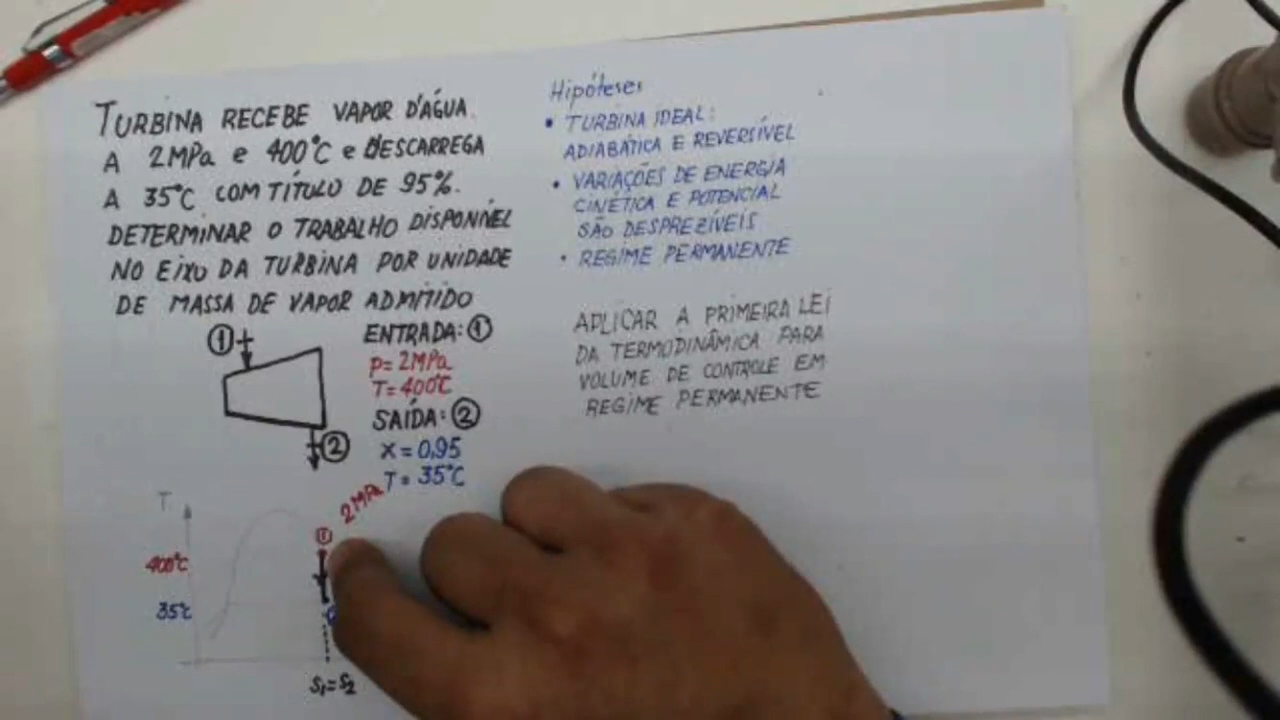 TURBINA RECEBE VAPOR D'ÁGUA
A 2MPa e 400°C e DESCARREGA
A 35°C COM TÍTULO DE 95%.
DETERMINAR O TRABALHO DISPONÍVEL
NO EIXO DA TURBINA POR UNIDADE
DE MASSA DE VAPOR ADMITIDO
① 
ENTRADA: ①
P = 2MPa
T = 400°C
SAÍDA: ②
②
X = 0,95
T = 35°C
T
2MPa
①
400°C
35°C
S₁=S₂
Hipóteses
• TURBINA IDEAL:
ADIABÁTICA E REVERSÍVEL
• VARIAÇÕES DE ENERGIA
CINÉTICA E POTENCIAL
SÃO DESPREZÍVEIS
• REGIME PERMANENTE
APLICAR A PRIMEIRA LEI
DA TERMODINÂMICA PARA
VOLUME DE CONTROLE EM
REGIME PERMANENTE